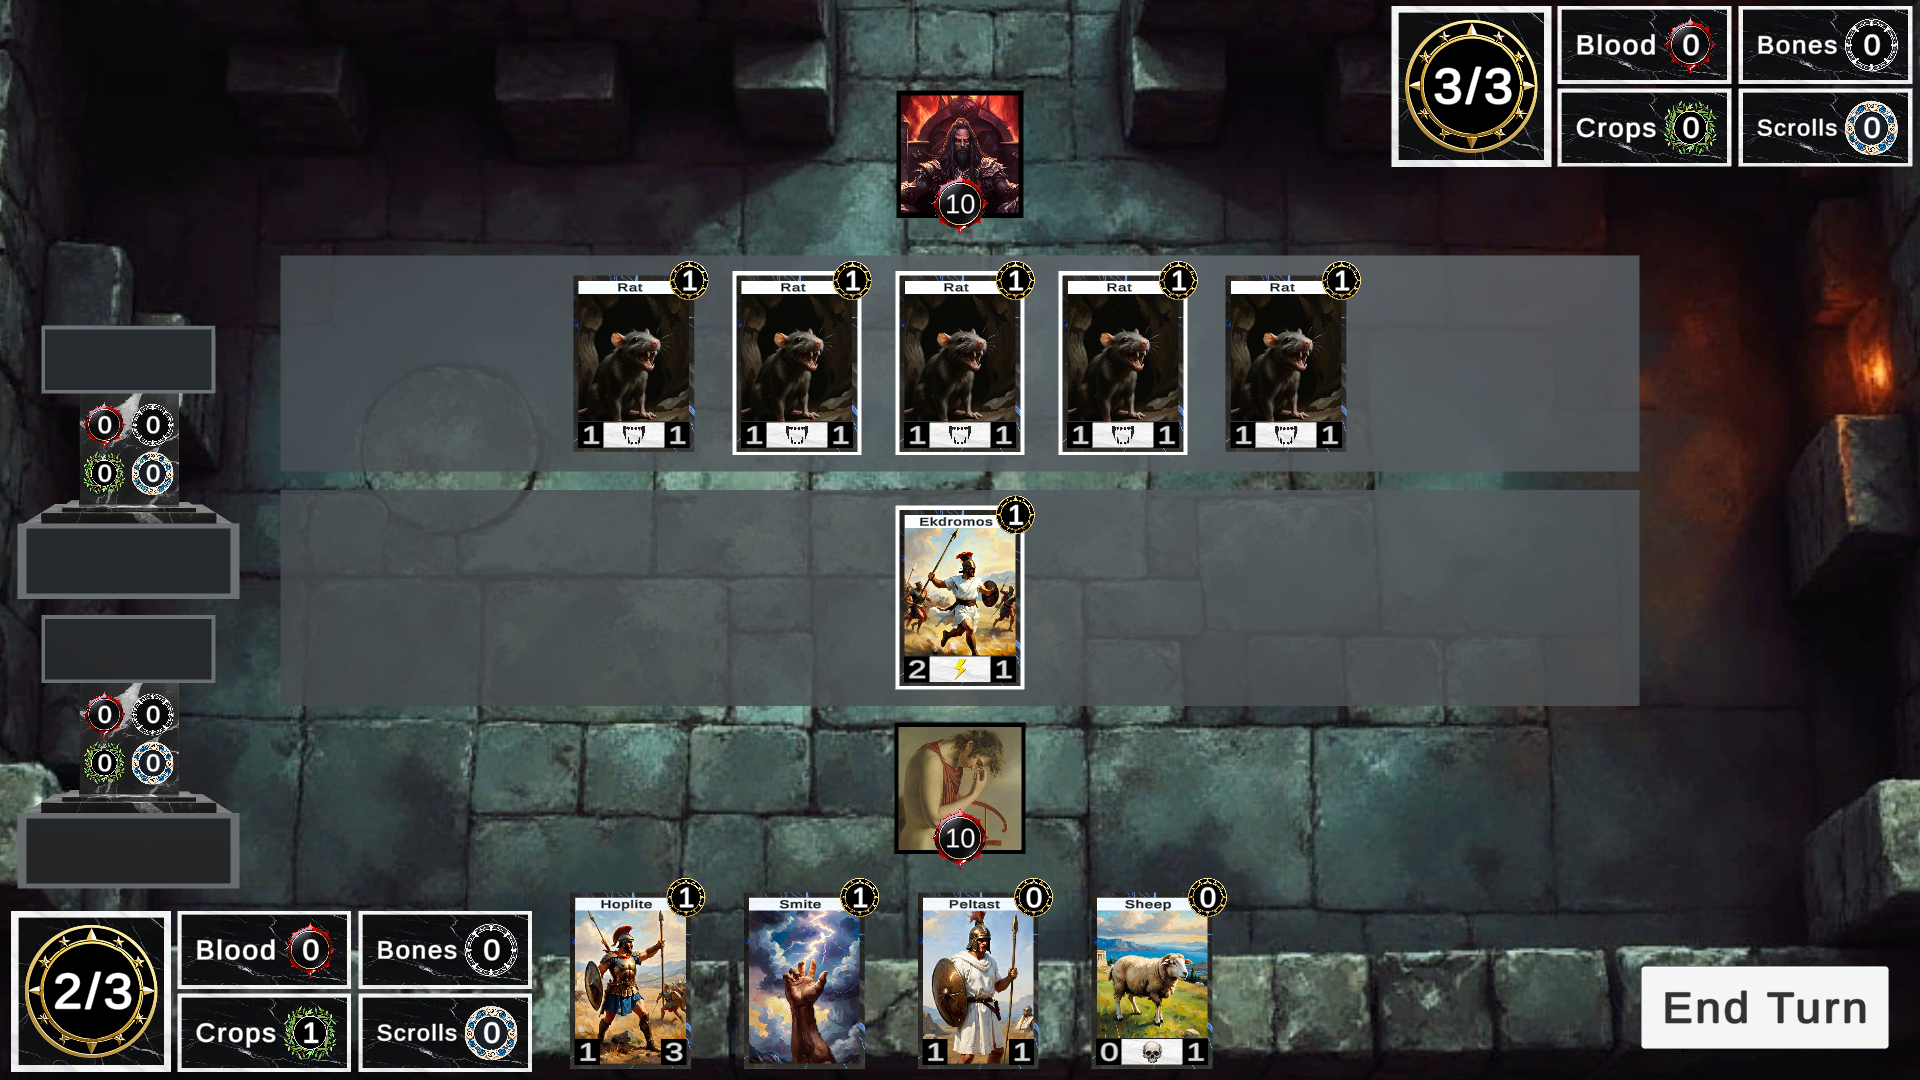 3/3
Blood 0
Bones 0
Crops 0
Scrolls 0
10
Rat 1
1 1
Rat 1
1 1
Rat 1
1 1
Rat 1
1 1
Rat 1
1 1
0 0
0 0
Ekdromos 1
2 1
0 0
0 0
10
2/3
Blood 0
Bones 0
Crops 1
Scrolls 0
Hoplite 1
1 3
Smite 1
Peltast 0
1 1
Sheep 0
0 1
End Turn